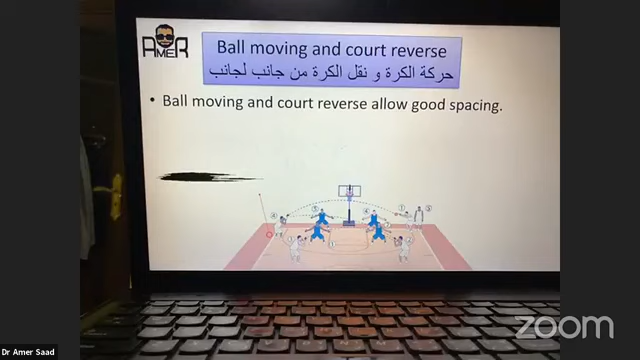 AMER
Ball moving and court reverse
حركة الكرة و نقل الكرة من جانب لجانب
• Ball moving and court reverse allow good spacing.
zoom
Dr Amer Saad